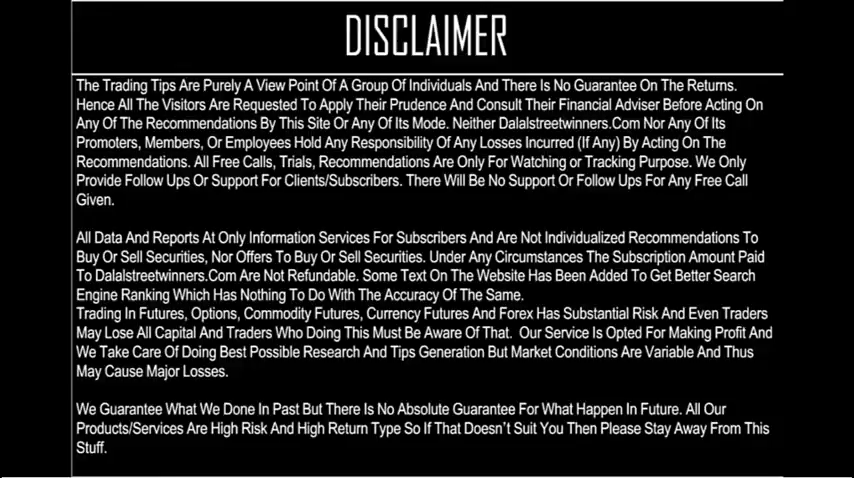 DISCLAIMER
The Trading Tips Are Purely A View Point Of A Group Of Individuals And There Is No Guarantee On The Returns.
Hence All The Visitors Are Requested To Apply Their Prudence And Consult Their Financial Adviser Before Acting On
Any Of The Recommendations By This Site Or Any Of Its Mode. Neither Dalalstreetwinners.Com Nor Any Of Its
Promoters, Members, Or Employees Hold Any Responsibility Of Any Losses Incurred (If Any) By Acting On The
Recommendations. All Free Calls, Trials, Recommendations Are Only For Watching or Tracking Purpose. We Only
Provide Follow Ups Or Support For Clients/Subscribers. There Will Be No Support Or Follow Ups For Any Free Call
Given.
All Data And Reports At Only Information Services For Subscribers And Are Not Individualized Recommendations To
Buy Or Sell Securities, Nor Offers To Buy Or Sell Securities. Under Any Circumstances The Subscription Amount Paid
To Dalalstreetwinners.Com Are Not Refundable. Some Text On The Website Has Been Added To Get Better Search
Engine Ranking Which Has Nothing To Do With The Accuracy Of The Same.
Trading In Futures, Options, Commodity Futures, Currency Futures And Forex Has Substantial Risk And Even Traders
May Lose All Capital And Traders Who Doing This Must Be Aware Of That. Our Service Is Opted For Making Profit And
We Take Care Of Doing Best Possible Research And Tips Generation But Market Conditions Are Variable And Thus
May Cause Major Losses.
We Guarantee What We Done In Past But There Is No Absolute Guarantee For What Happen In Future. All Our
Products/Services Are High Risk And High Return Type So If That Doesn't Suit You Then Please Stay Away From This
Stuff.